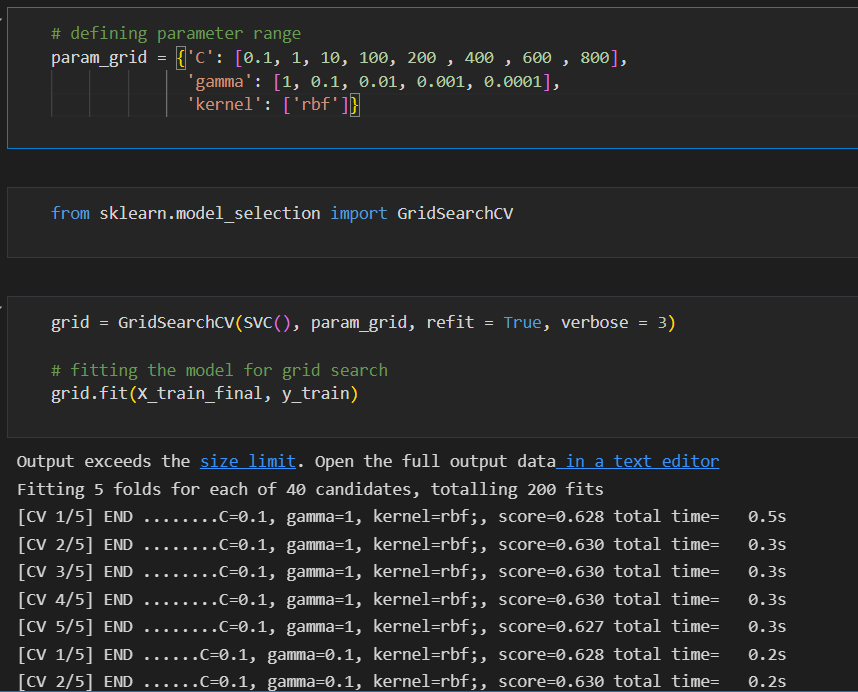 # defining parameter range
param_grid = {'C': [0.1, 1, 10, 100, 200 , 400 , 600 , 800],
              'gamma': [1, 0.1, 0.01, 0.001, 0.0001],
              'kernel': ['rbf']}
from sklearn.model_selection import GridSearchCV
grid = GridSearchCV(SVC(), param_grid, refit = True, verbose = 3)
# fitting the model for grid search
grid.fit(X_train_final, y_train)
Output exceeds the size limit. Open the full output data in a text editor
Fitting 5 folds for each of 40 candidates, totalling 200 fits
[CV 1/5] END ........C=0.1, gamma=1, kernel=rbf;, score=0.628 total time=   0.5s
[CV 2/5] END ........C=0.1, gamma=1, kernel=rbf;, score=0.630 total time=   0.3s
[CV 3/5] END ........C=0.1, gamma=1, kernel=rbf;, score=0.630 total time=   0.3s
[CV 4/5] END ........C=0.1, gamma=1, kernel=rbf;, score=0.630 total time=   0.3s
[CV 5/5] END ........C=0.1, gamma=1, kernel=rbf;, score=0.627 total time=   0.3s
[CV 1/5] END ......C=0.1, gamma=0.1, kernel=rbf;, score=0.628 total time=   0.2s
[CV 2/5] END ......C=0.1, gamma=0.1, kernel=rbf;, score=0.630 total time=   0.2s